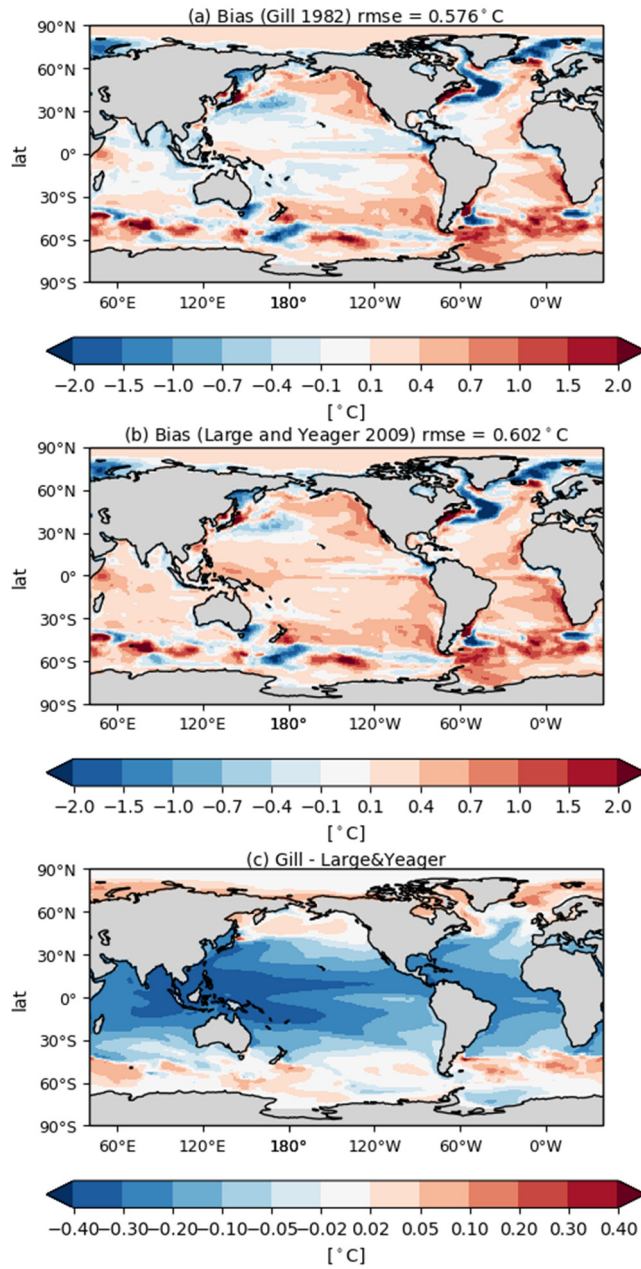 (a) Bias (Gill 1982) rmse = 0.576°C
90°N
60°N
30°N
0°
30°S
60°S
90°S
lat
60°E 120°E 180° 120°W 60°W 0°W
−2.0 −1.5 −1.0 −0.7 −0.4 −0.1 0.1 0.4 0.7 1.0 1.5 2.0
[°C]
(b) Bias (Large and Yeager 2009) rmse = 0.602°C
90°N
60°N
30°N
0°
30°S
60°S
90°S
lat
60°E 120°E 180° 120°W 60°W 0°W
−2.0 −1.5 −1.0 −0.7 −0.4 −0.1 0.1 0.4 0.7 1.0 1.5 2.0
[°C]
(c) Gill - Large&Yeager
90°N
60°N
30°N
0°
30°S
60°S
90°S
lat
60°E 120°E 180° 120°W 60°W 0°W
−0.40 −0.30 −0.20 −0.10 −0.05 −0.02 0.02 0.05 0.10 0.20 0.30 0.40
[°C]